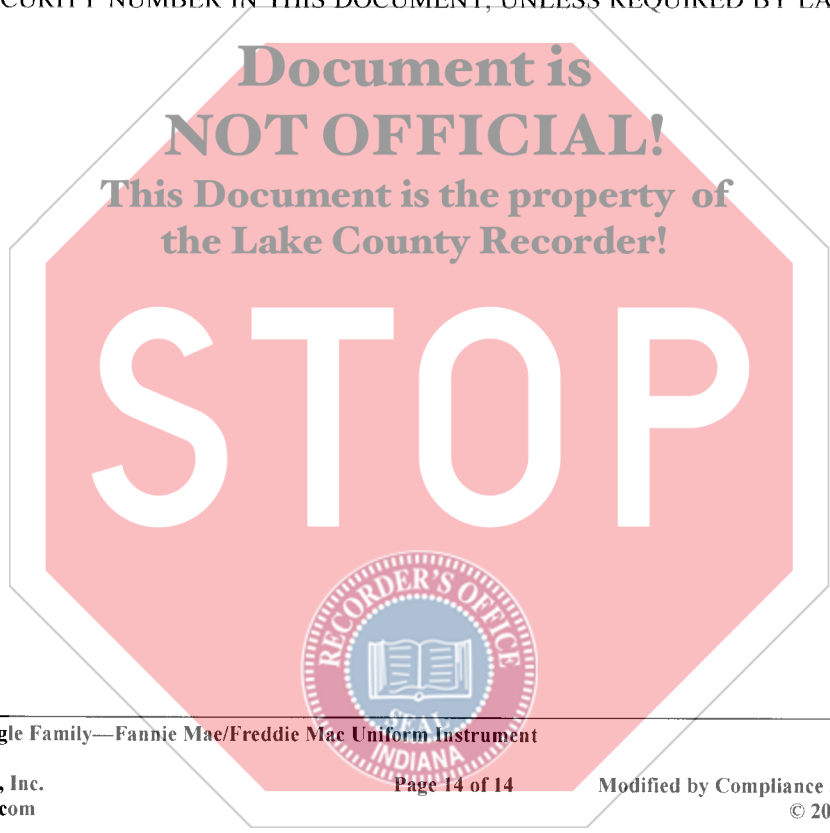 CURITY NUMBER IN THIS DOCUMENT, UNLESS REQUIRED BY LA
Document is
NOT OFFICIAL!
This Document is the property of
the Lake County Recorder!
STOP
RECORDER'S OFFICE
SEAL
INDIANA
gle Family—Fannie Mae/Freddie Mac Uniform Instrument
, Inc.
Page 14 of 14
Modified by Compliance
com
© 20